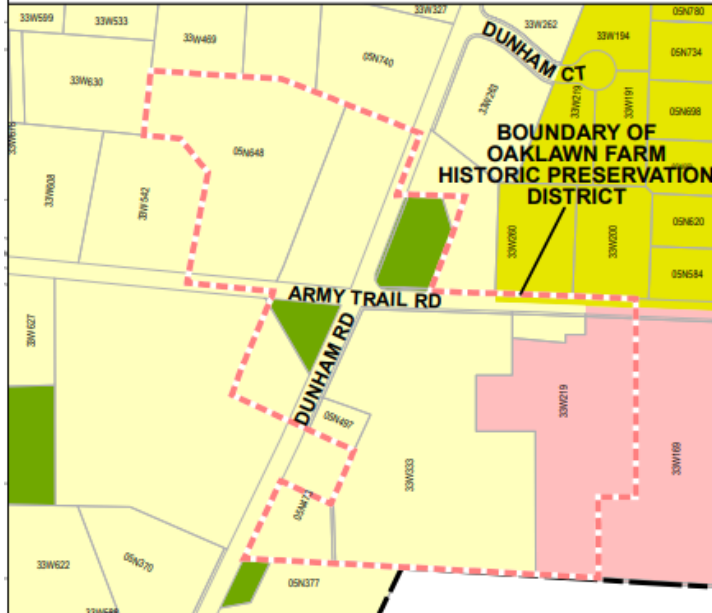 33W599
33W533
33W469
33W327
33W262
05N780
33W194
05N734
DUNHAM CT
05N740
33W630
33W263
33W219
33W191
05N698
BOUNDARY OF
OAKLAWN FARM
HISTORIC PRESERVATION
DISTRICT
05N648
33W608
33W542
05N620
33W260
33W200
05N584
ARMY TRAIL RD
DUNHAM RD
33W627
05N497
33W219
33W333
33W169
05N473
33W622
05N370
05N377